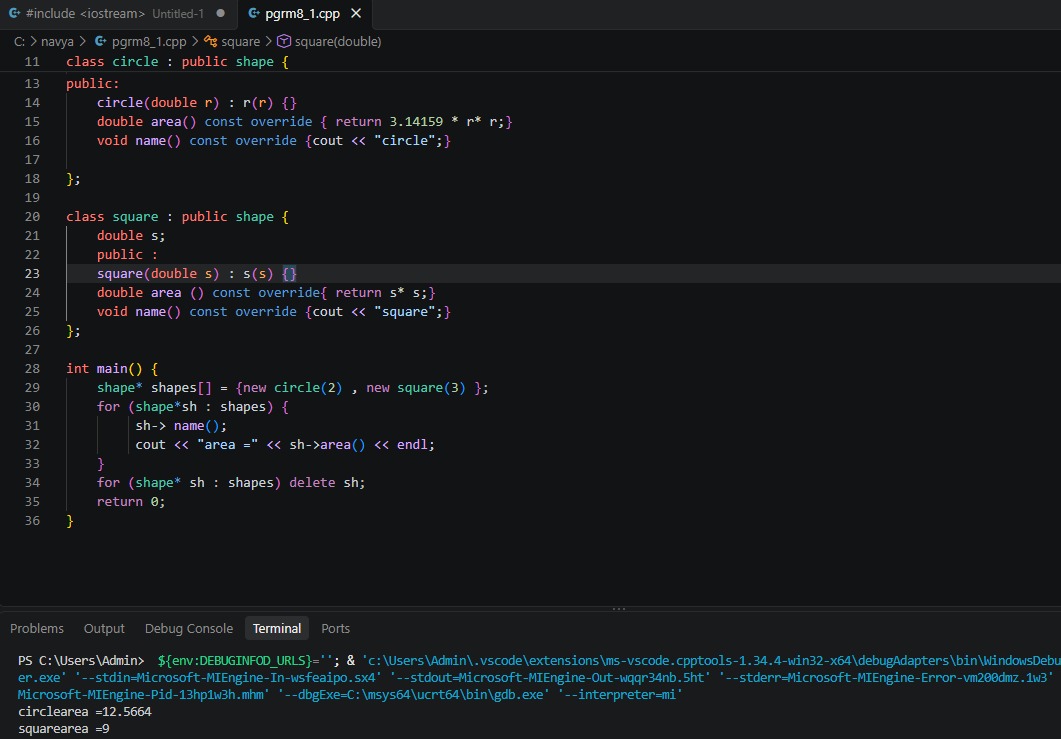 #include <iostream> Untitled-1 ● pgrm8_1.cpp ×
C: > navya > pgrm8_1.cpp > square > square(double)
11 class circle : public shape {
13 public:
14 circle(double r) : r(r) {}
15 double area() const override { return 3.14159 * r* r;}
16 void name() const override {cout << "circle";}
17
18 };
19
20 class square : public shape {
21 double s;
22 public :
23 square(double s) : s(s) {}
24 double area () const override{ return s* s;}
25 void name() const override {cout << "square";}
26 };
27
28 int main() {
29 shape* shapes[] = {new circle(2) , new square(3) };
30 for (shape*sh : shapes) {
31 sh-> name();
32 cout << "area =" << sh->area() << endl;
33 }
34 for (shape* sh : shapes) delete sh;
35 return 0;
36 }
Problems Output Debug Console Terminal Ports
PS C:\Users\Admin> ${env:DEBUGINFOD_URLS}=''; & 'c:\Users\Admin\.vscode\extensions\ms-vscode.cpptools-1.34.4-win32-x64\debugAdapters\bin\WindowsDebu
er.exe' '--stdin=Microsoft-MIEngine-In-wsfeaipo.sx4' '--stdout=Microsoft-MIEngine-Out-wqqr34nb.5ht' '--stderr=Microsoft-MIEngine-Error-vm200dmz.1w3'
Microsoft-MIEngine-Pid-13hp1w3h.mhm' '--dbgExe=C:\msys64\ucrt64\bin\gdb.exe' '--interpreter=mi'
circlearea =12.5664
squarearea =9